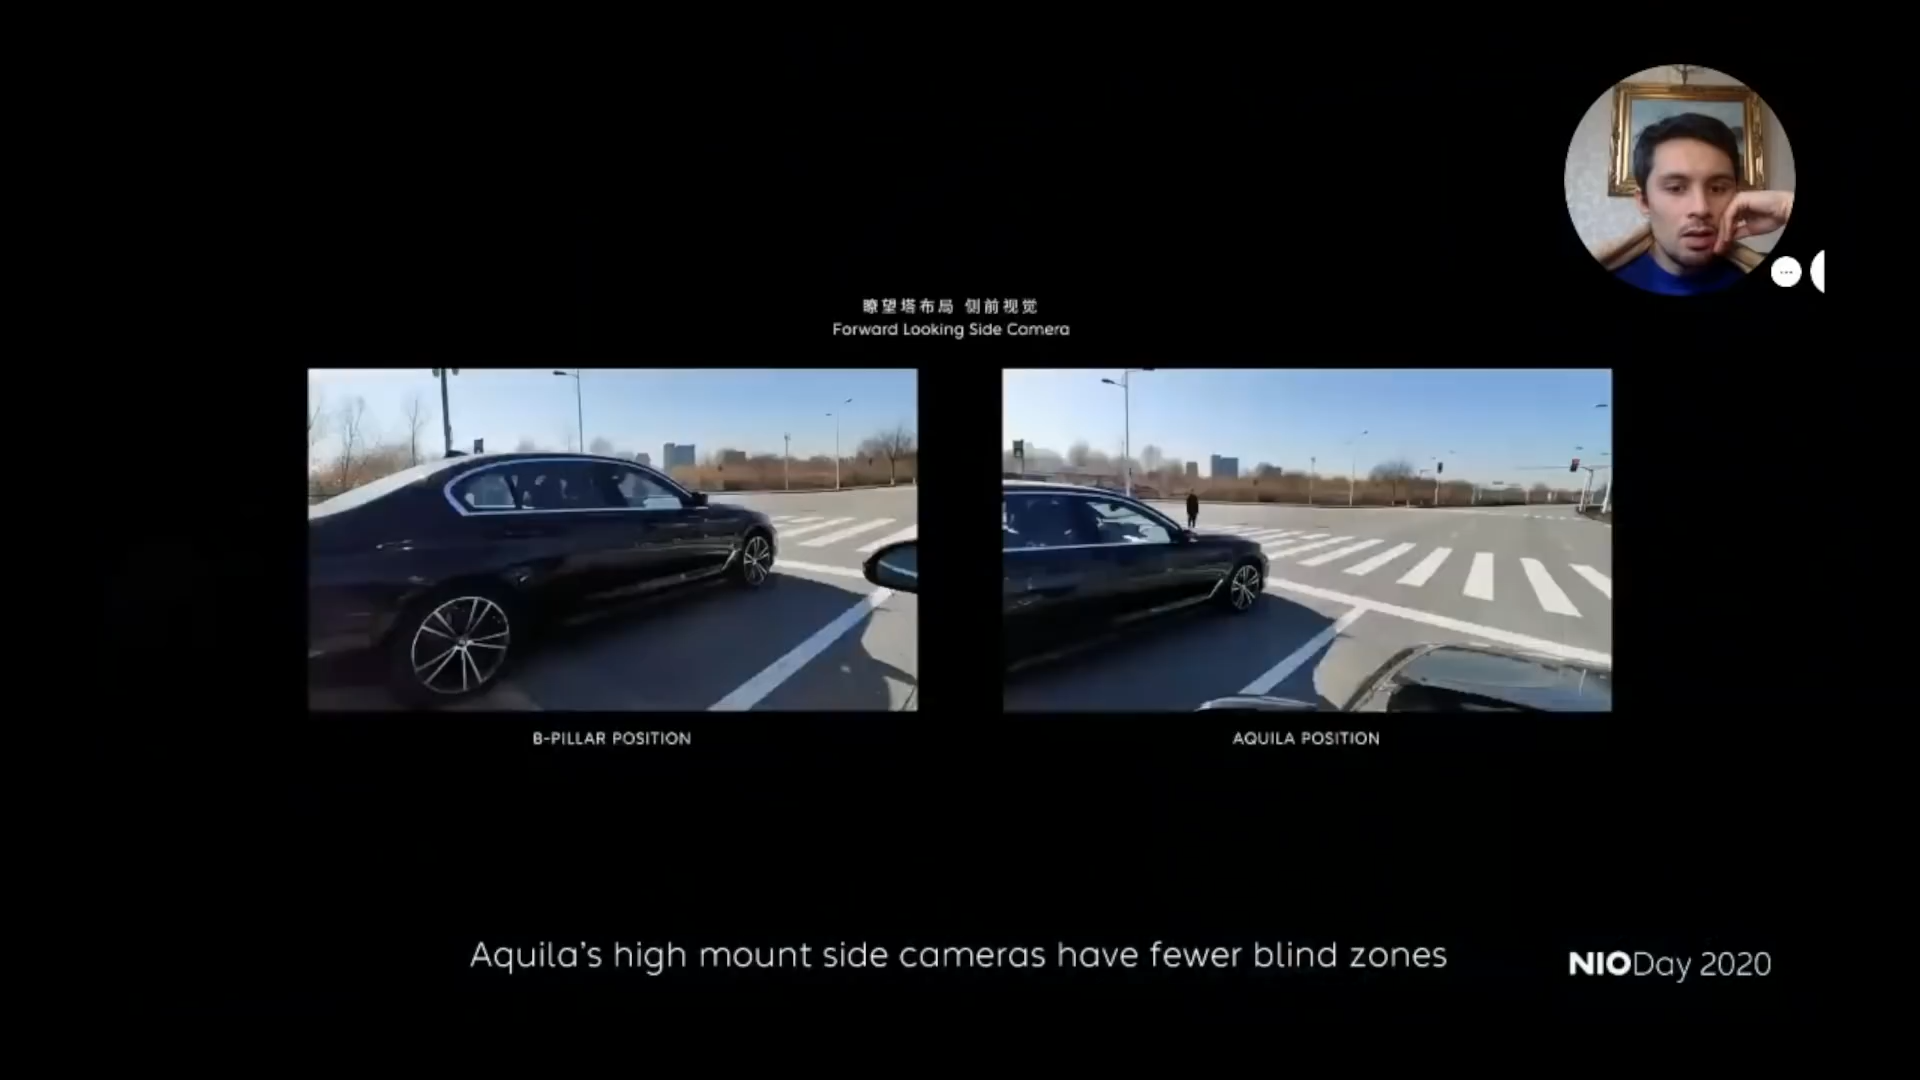 瞭望塔布局 侧前视觉
Forward Looking Side Camera
B-PILLAR POSITION
AQUILA POSITION
Aquila's high mount side cameras have fewer blind zones
NIODay 2020